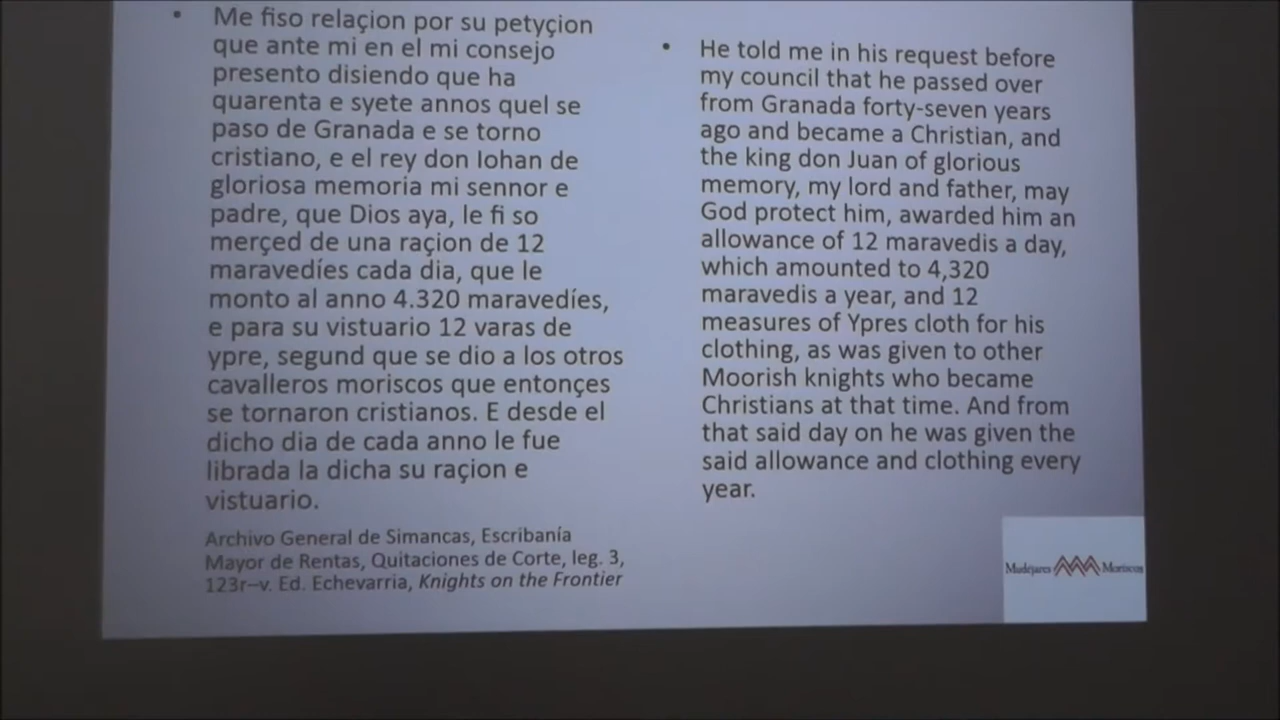 • Me fiso relaçion por su petyçion
que ante mi en el mi consejo
presento disiendo que ha
quarenta e syete annos quel se
paso de Granada e se torno
cristiano, e el rey don Iohan de
gloriosa memoria mi sennor e
padre, que Dios aya, le fi so
merçed de una raçion de 12
maravedíes cada dia, que le
monto al anno 4.320 maravedíes,
e para su vistuario 12 varas de
ypre, segund que se dio a los otros
cavalleros moriscos que entonçes
se tornaron cristianos. E desde el
dicho dia de cada anno le fue
librada la dicha su raçion e
vistuario.
Archivo General de Simancas, Escribanía
Mayor de Rentas, Quitaciones de Corte, leg. 3,
123r–v. Ed. Echevarria, Knights on the Frontier
• He told me in his request before
my council that he passed over
from Granada forty-seven years
ago and became a Christian, and
the king don Juan of glorious
memory, my lord and father, may
God protect him, awarded him an
allowance of 12 maravedis a day,
which amounted to 4,320
maravedis a year, and 12
measures of Ypres cloth for his
clothing, as was given to other
Moorish knights who became
Christians at that time. And from
that said day on he was given the
said allowance and clothing every
year.
Mudejares Moriscos